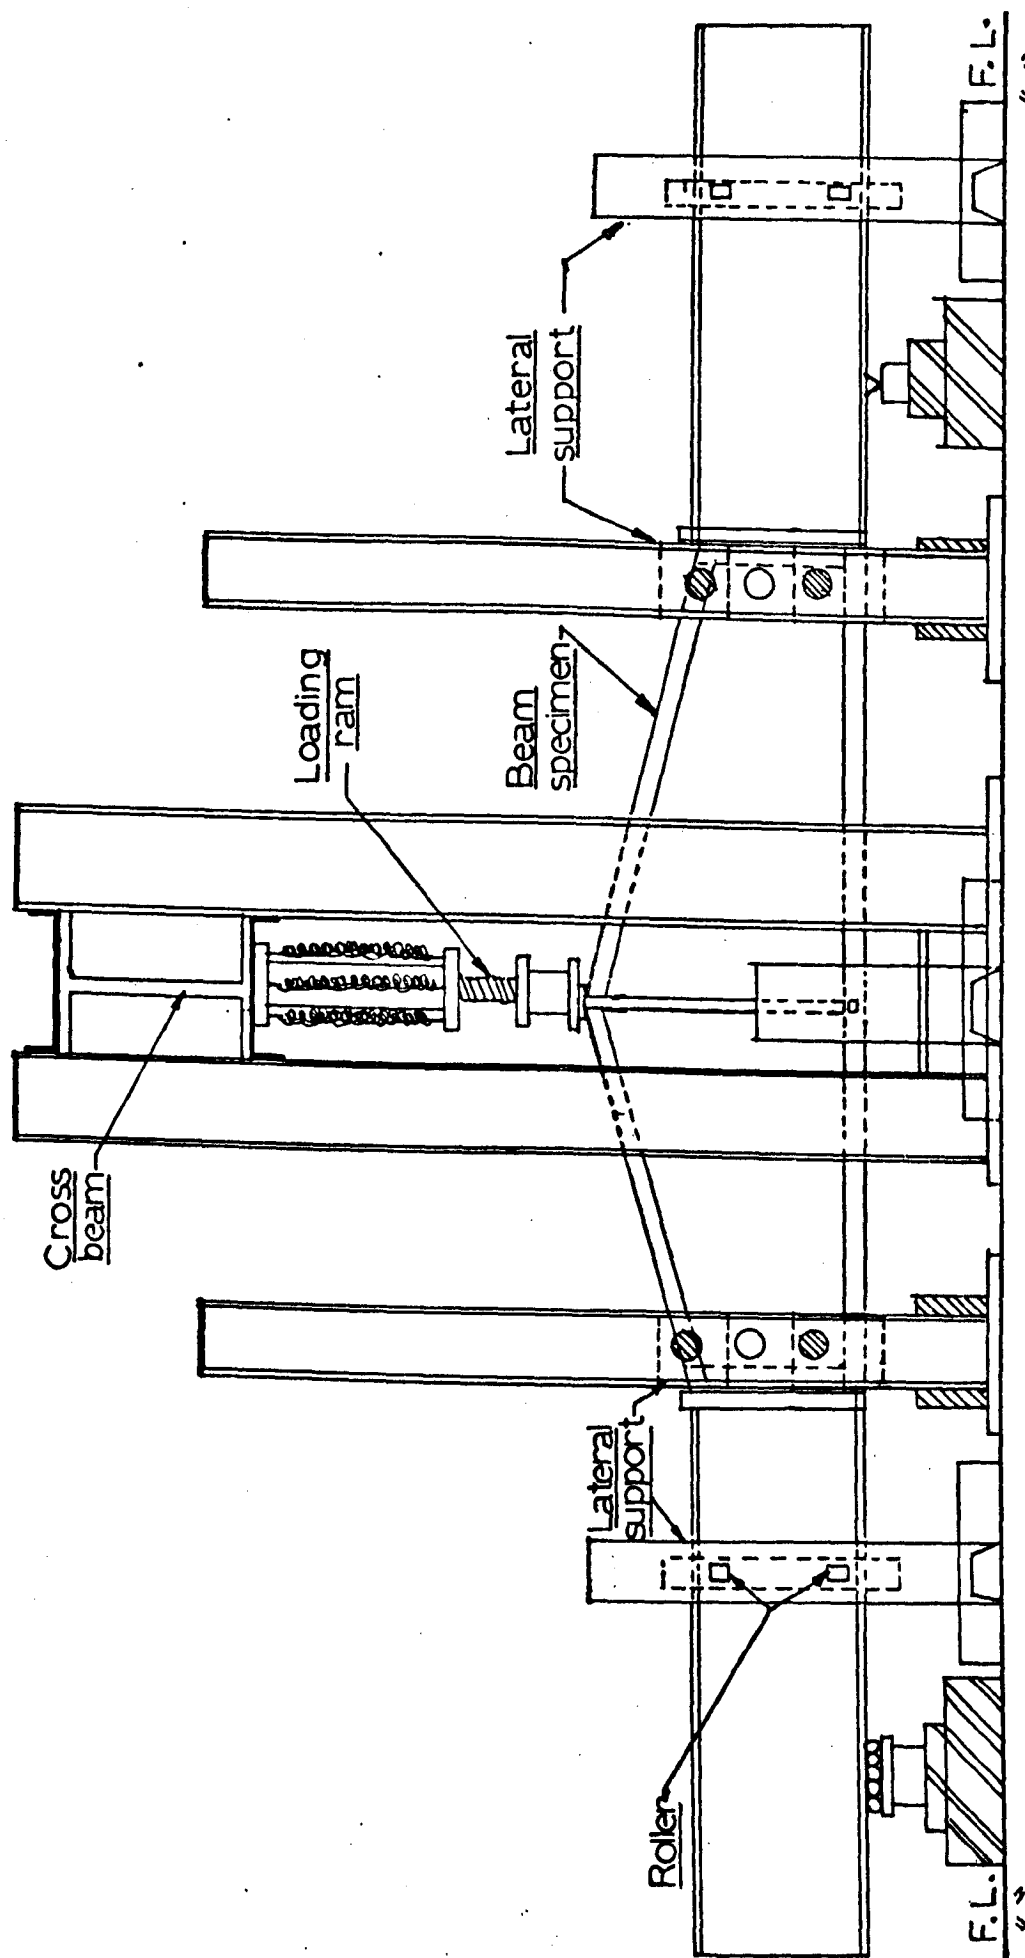 Cross
beam
Loading
ram
Lateral
support
Beam
specimen
Lateral
support
Roller
F.L.
F.L.